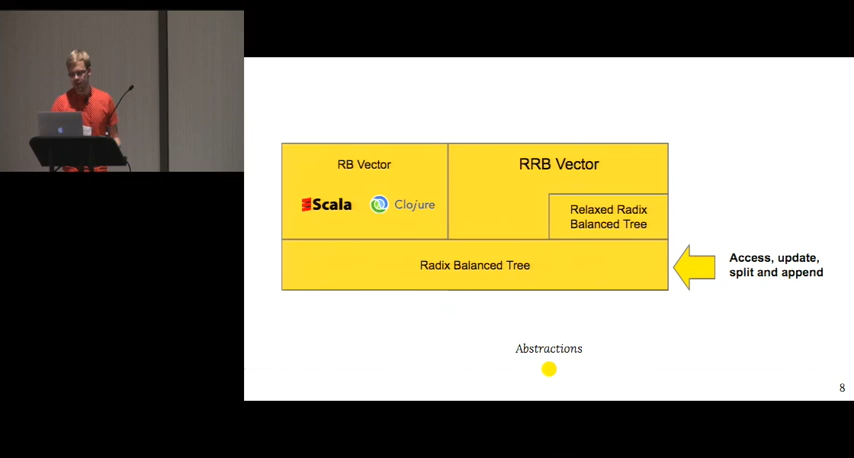 RB Vector
RRB Vector
Scala
Clojure
Relaxed Radix
Balanced Tree
Radix Balanced Tree
Access, update,
split and append
Abstractions
8